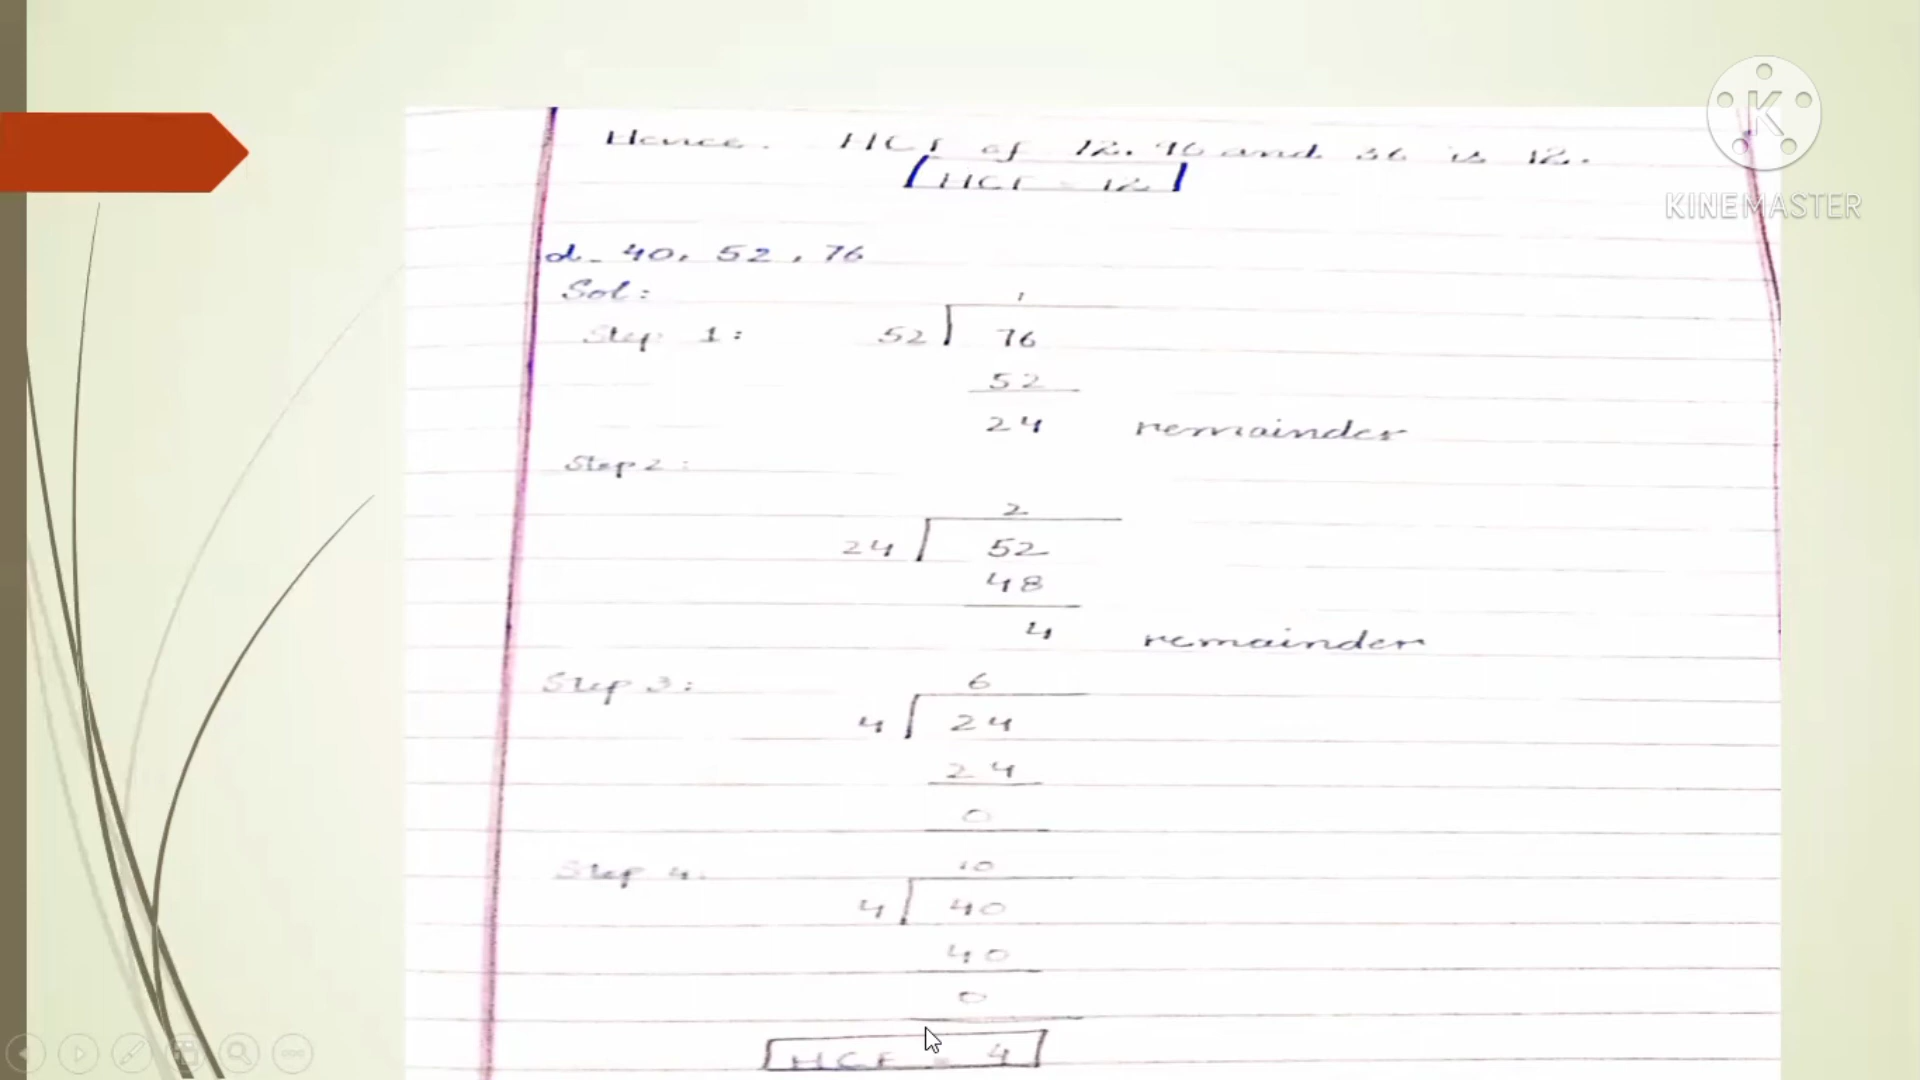 Hence. HCF of 12, 96 and 36 is 12.
HCF = 12
K
KINEMASTER
d_ 40, 52, 76
Sol:
Step 1:
1
52 76
52
24 remainder
Step 2:
2
24 52
48
4 remainder
Step 3:
6
4 24
24
0
Step 4.
10
4 40
40
0
HCF = 4